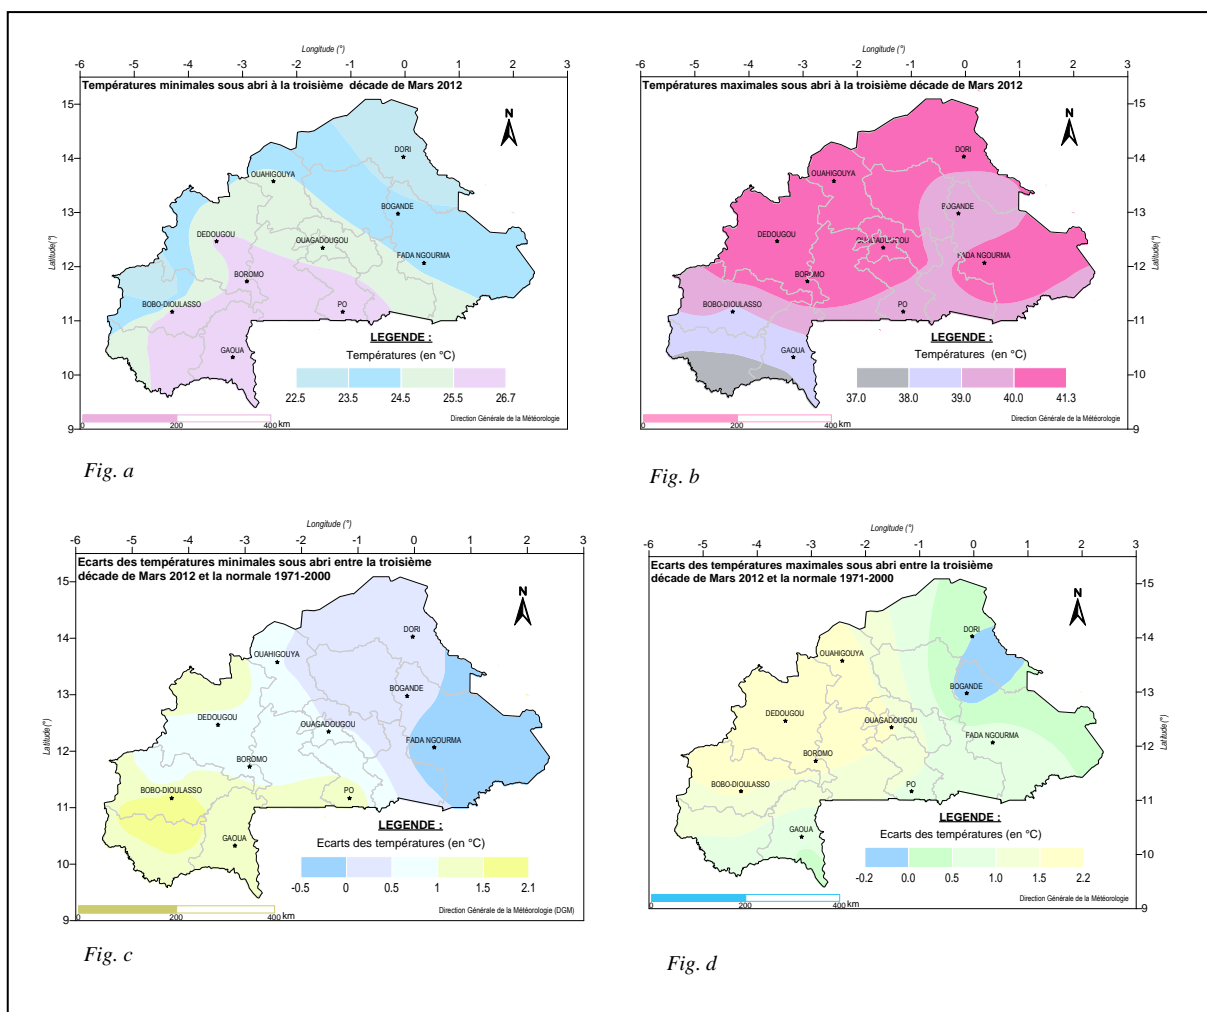 Longitude (°)
-6 -5 -4 -3 -2 -1 0 1 2 3
Températures minimales sous abri à la troisième décade de Mars 2012
15
14
13
12
11
10
9
Latitude(°)
N
DORI
OUAHIGOUYA
BOGANDE
DEDOUGOU
OUAGADOUGOU
FADA NGOURMA
BOROMO
BOBO-DIOULASSO
PO
GAOUA
LEGENDE :
Températures (en °C)
22.5 23.5 24.5 25.5 26.7
0 200 400 km
Direction Générale de la Météorologie
Fig. a
Longitude (°)
-6 -5 -4 -3 -2 -1 0 1 2 3
Températures maximales sous abri à la troisième décade de Mars 2012
15
14
13
12
11
10
9
Latitude(°)
N
DORI
OUAHIGOUYA
BOGANDE
DEDOUGOU
OUAGADOUGOU
FADA NGOURMA
BOROMO
BOBO-DIOULASSO
PO
GAOUA
LEGENDE :
Températures (en °C)
37.0 38.0 39.0 40.0 41.3
0 200 400 km
Direction Générale de la Météorologie
Fig. b
Longitude (°)
-6 -5 -4 -3 -2 -1 0 1 2 3
Ecarts des températures minimales sous abri entre la troisième
décade de Mars 2012 et la normale 1971-2000
15
14
13
12
11
10
9
Latitude(°)
N
DORI
OUAHIGOUYA
BOGANDE
DEDOUGOU
OUAGADOUGOU
FADA NGOURMA
BOROMO
BOBO-DIOULASSO
PO
GAOUA
LEGENDE :
Ecarts des températures (en °C)
-0.5 0 0.5 1 1.5 2.1
0 200 400 km
Direction Générale de la Météorologie (DGM)
Fig. c
Longitude (°)
-6 -5 -4 -3 -2 -1 0 1 2 3
Ecarts des températures maximales sous abri entre la troisième
décade de Mars 2012 et la normale 1971-2000
15
14
13
12
11
10
9
Latitude(°)
N
DORI
OUAHIGOUYA
BOGANDE
DEDOUGOU
OUAGADOUGOU
FADA NGOURMA
BOROMO
BOBO-DIOULASSO
PO
GAOUA
LEGENDE :
Ecarts des températures (en °C)
-0.2 0.0 0.5 1.0 1.5 2.2
0 200 400 km
Direction Générale de la Météorologie
Fig. d